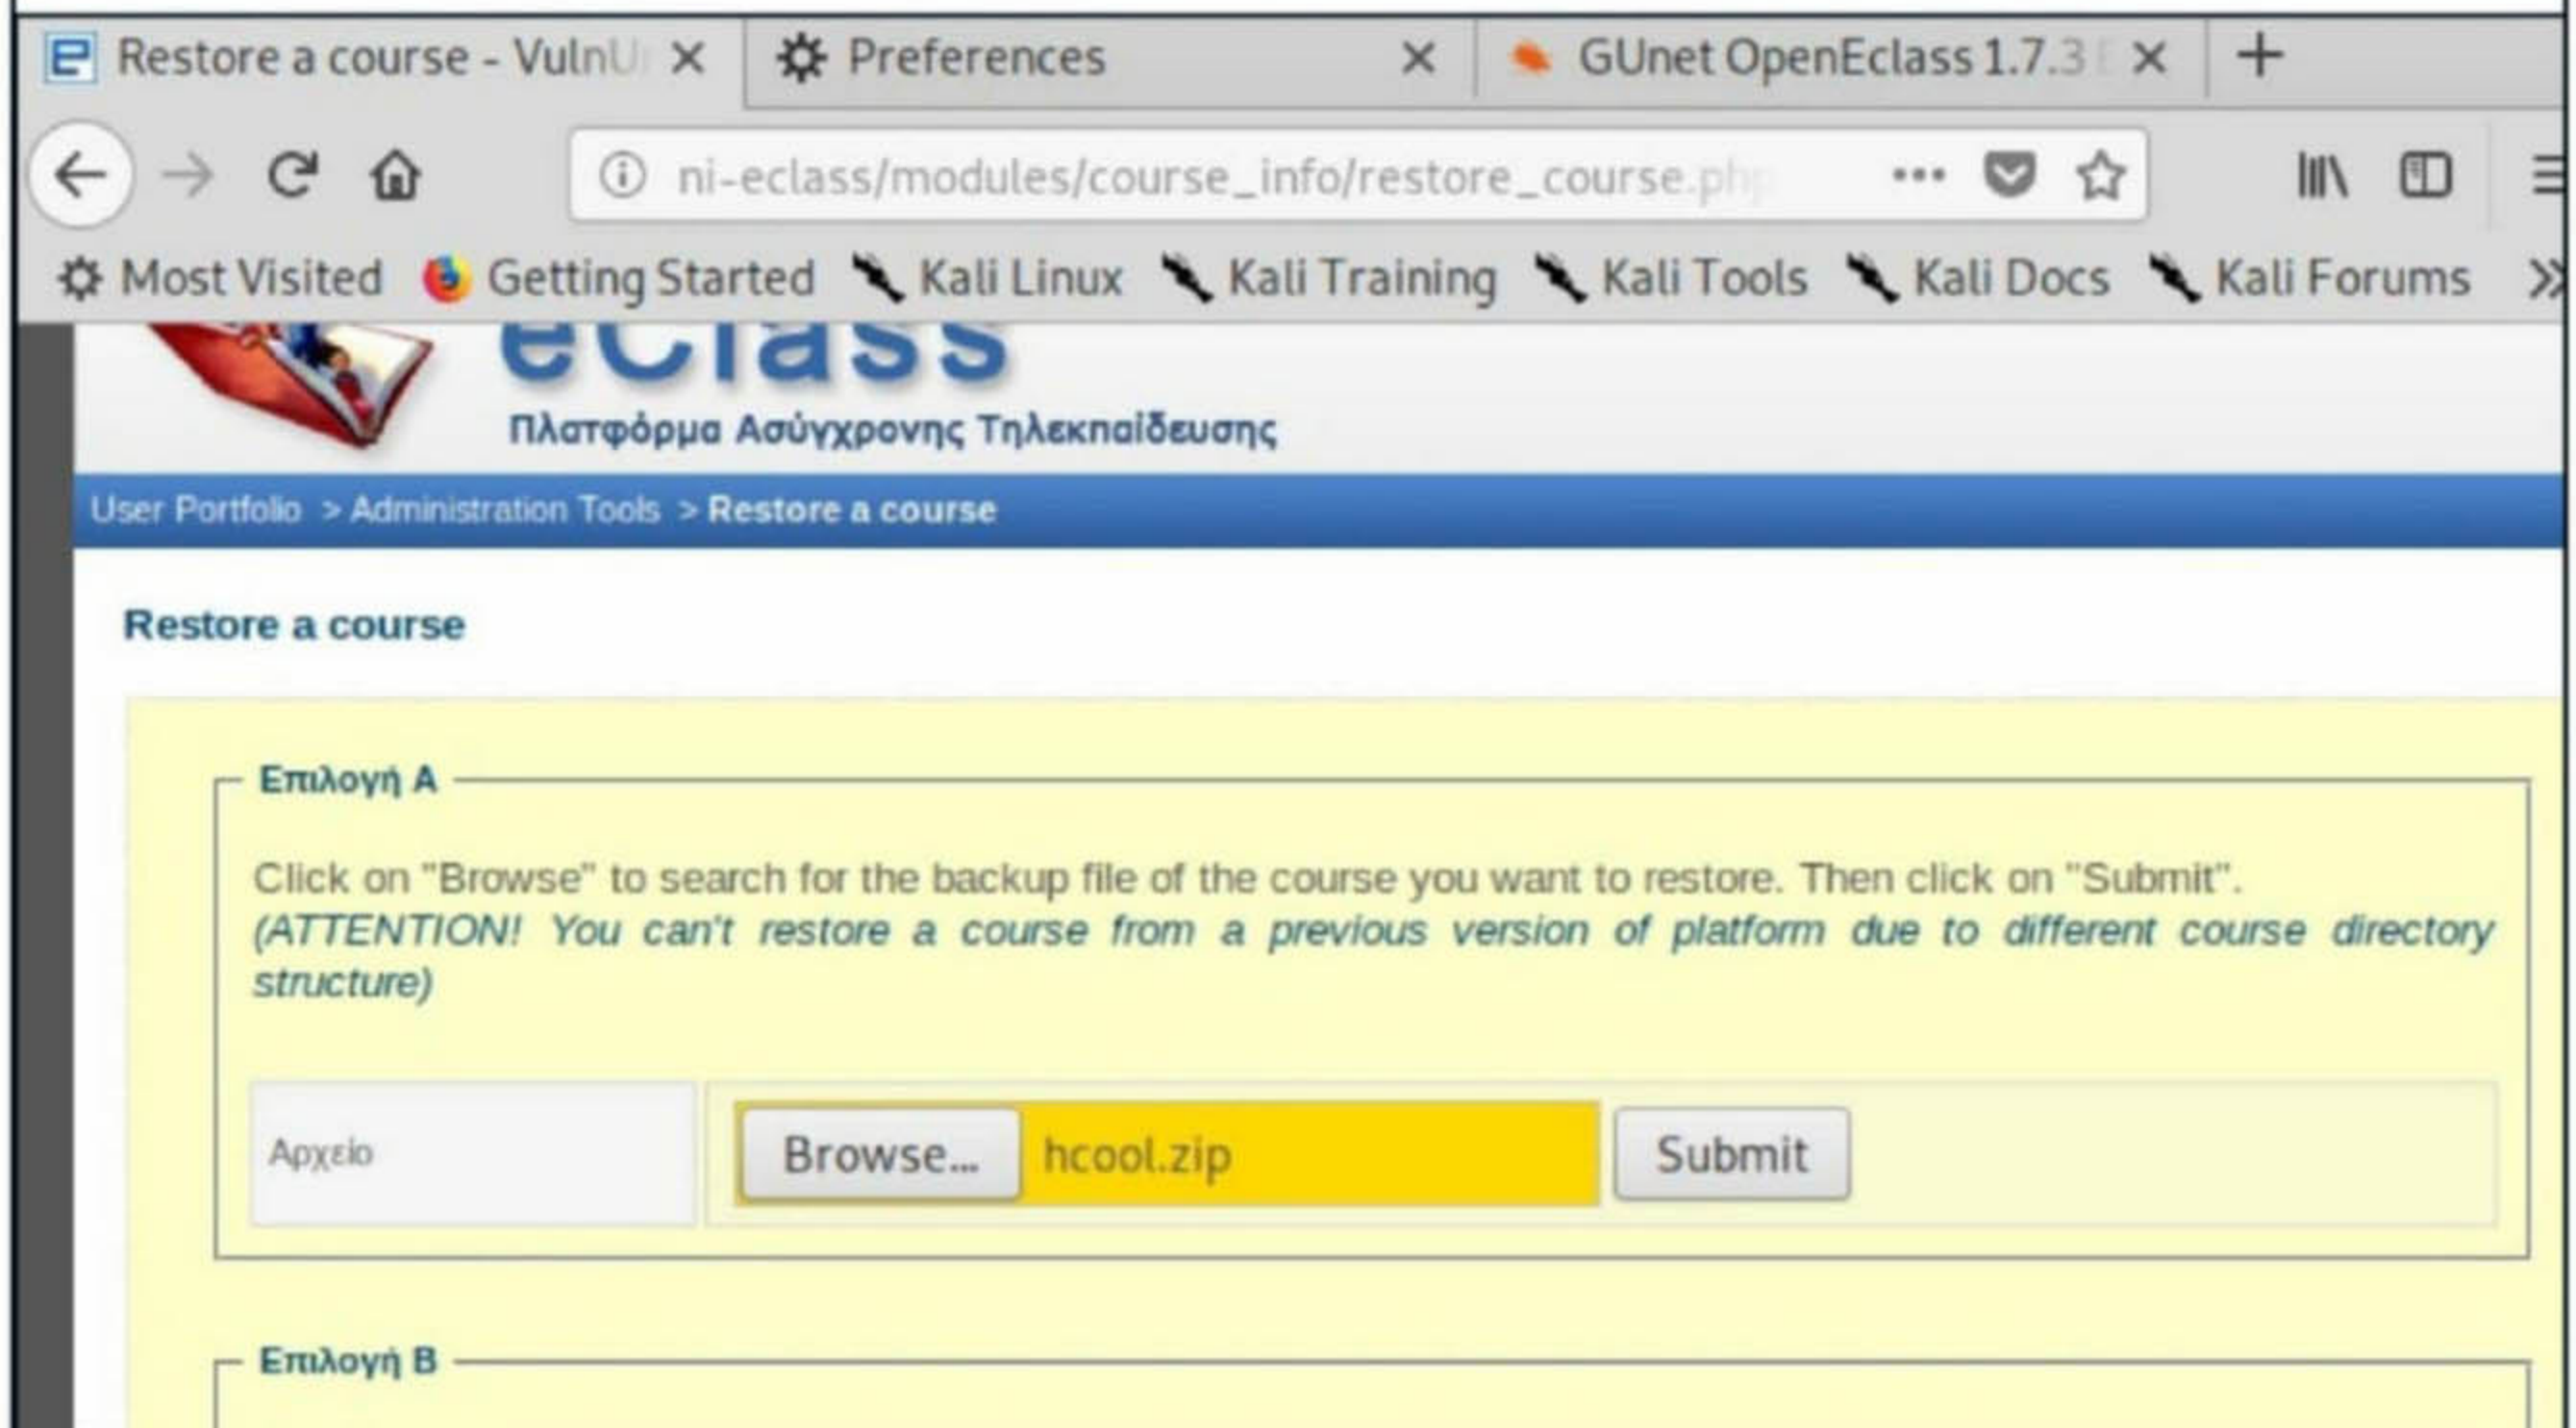 Restore a course - VulnU
Preferences
GUnet OpenEclass 1.7.3
ni-eclass/modules/course_info/restore_course.php
Most Visited Getting Started Kali Linux Kali Training Kali Tools Kali Docs Kali Forums
eClass
Πλατφόρμα Ασύγχρονης Τηλεκπαίδευσης
User Portfolio > Administration Tools > Restore a course
Restore a course
Επιλογή Α
Click on "Browse" to search for the backup file of the course you want to restore. Then click on "Submit".
(ATTENTION! You can't restore a course from a previous version of platform due to different course directory
structure)
Αρχείο Browse... hcool.zip Submit
Επιλογή Β